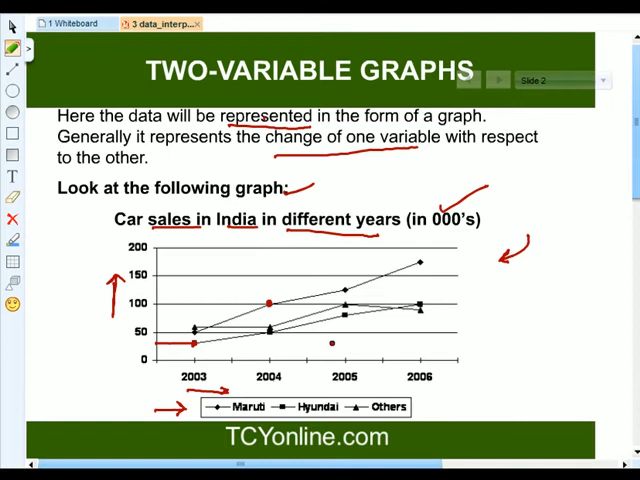 1 Whiteboard
3 data_interp...
TWO-VARIABLE GRAPHS
Slide 2
Here the data will be represented in the form of a graph.
Generally it represents the change of one variable with respect
to the other.
Look at the following graph:
Car sales in India in different years (in 000's)
200
150
100
50
0
2003 2004 2005 2006
Maruti Hyundai Others
TCYonline.com
T